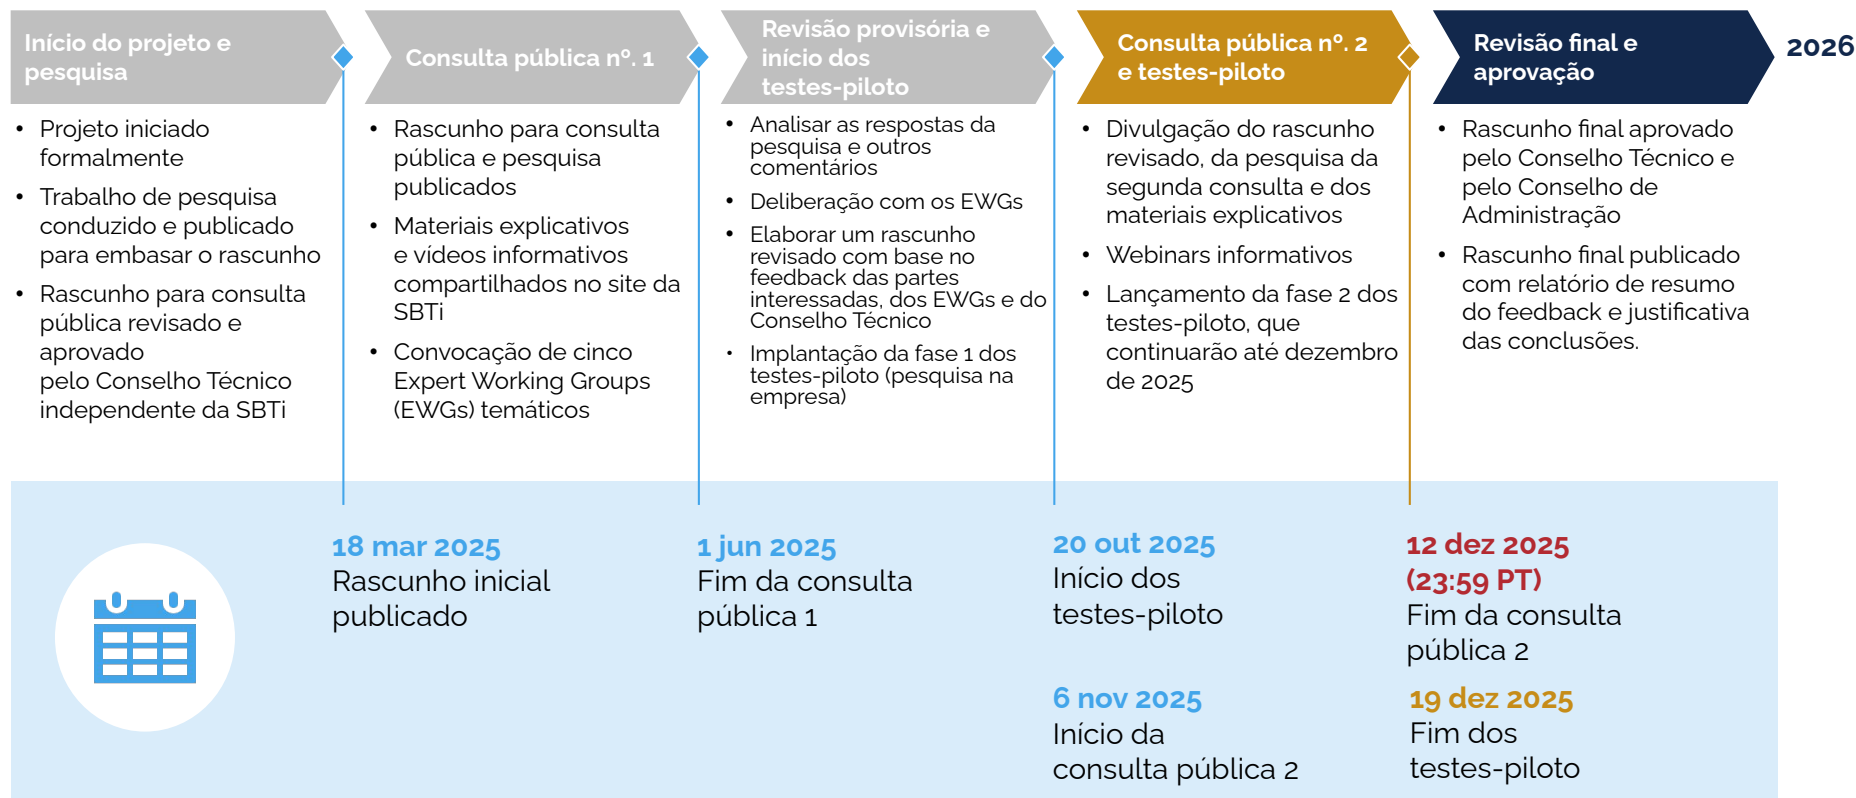 Início do projeto e
pesquisa
• Projeto iniciado
formalmente
• Trabalho de pesquisa
conduzido e publicado
para embasar o rascunho
• Rascunho para consulta
pública revisado e
aprovado
pelo Conselho Técnico
independente da SBTi
Consulta pública nº. 1
• Rascunho para consulta
pública e pesquisa
publicados
• Materiais explicativos
e vídeos informativos
compartilhados no site da
SBTi
• Convocação de cinco
Expert Working Groups
(EWGs) temáticos
Revisão provisória e
início dos
testes-piloto
• Analisar as respostas da
pesquisa e outros
comentários
• Deliberação com os EWGs
• Elaborar um rascunho
revisado com base no
feedback das partes
interessadas, dos EWGs e do
Conselho Técnico
• Implantação da fase 1 dos
testes-piloto (pesquisa na
empresa)
Consulta pública nº. 2
e testes-piloto
• Divulgação do rascunho
revisado, da pesquisa da
segunda consulta e dos
materiais explicativos
• Webinars informativos
• Lançamento da fase 2 dos
testes-piloto, que
continuarão até dezembro
de 2025
Revisão final e
aprovação
2026
• Rascunho final aprovado
pelo Conselho Técnico e
pelo Conselho de
Administração
• Rascunho final publicado
com relatório de resumo
do feedback e justificativa
das conclusões.
18 mar 2025
Rascunho inicial
publicado
1 jun 2025
Fim da consulta
pública 1
20 out 2025
Início dos
testes-piloto
6 nov 2025
Início da
consulta pública 2
12 dez 2025
(23:59 PT)
Fim da consulta
pública 2
19 dez 2025
Fim dos
testes-piloto